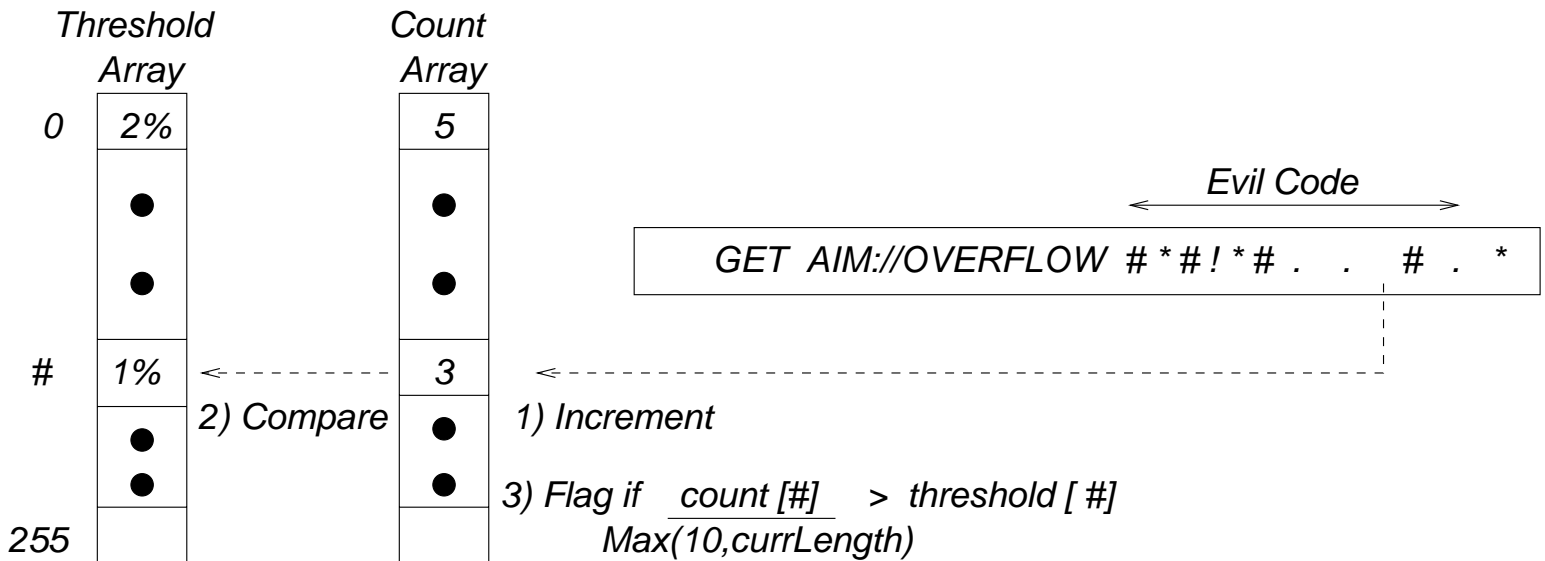 Threshold Array
Count Array
0 2% 5
Evil Code
GET AIM://OVERFLOW # * # ! * # . . # . *
# 1% 3
2) Compare
1) Increment
3) Flag if count [#] > threshold [ #]
Max(10,currLength)
255